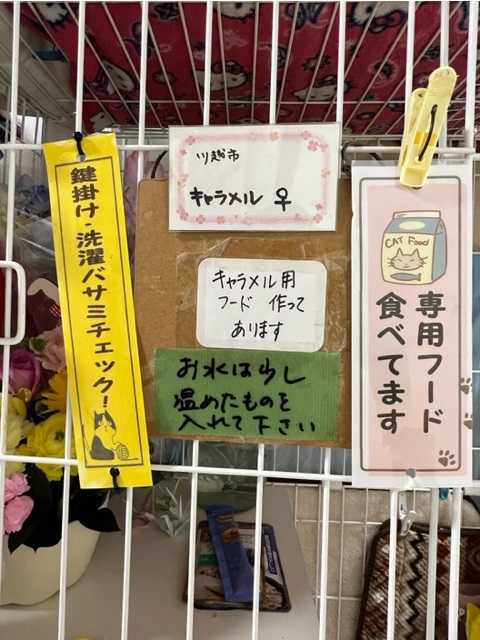 鍵掛け・洗濯バサミチェック!
川越市
キャラメル ♀
キャラメル用
フード 作って
あります
お水は少し
温めたものを
入れて下さい
CAT Food
専用フード
食べてます